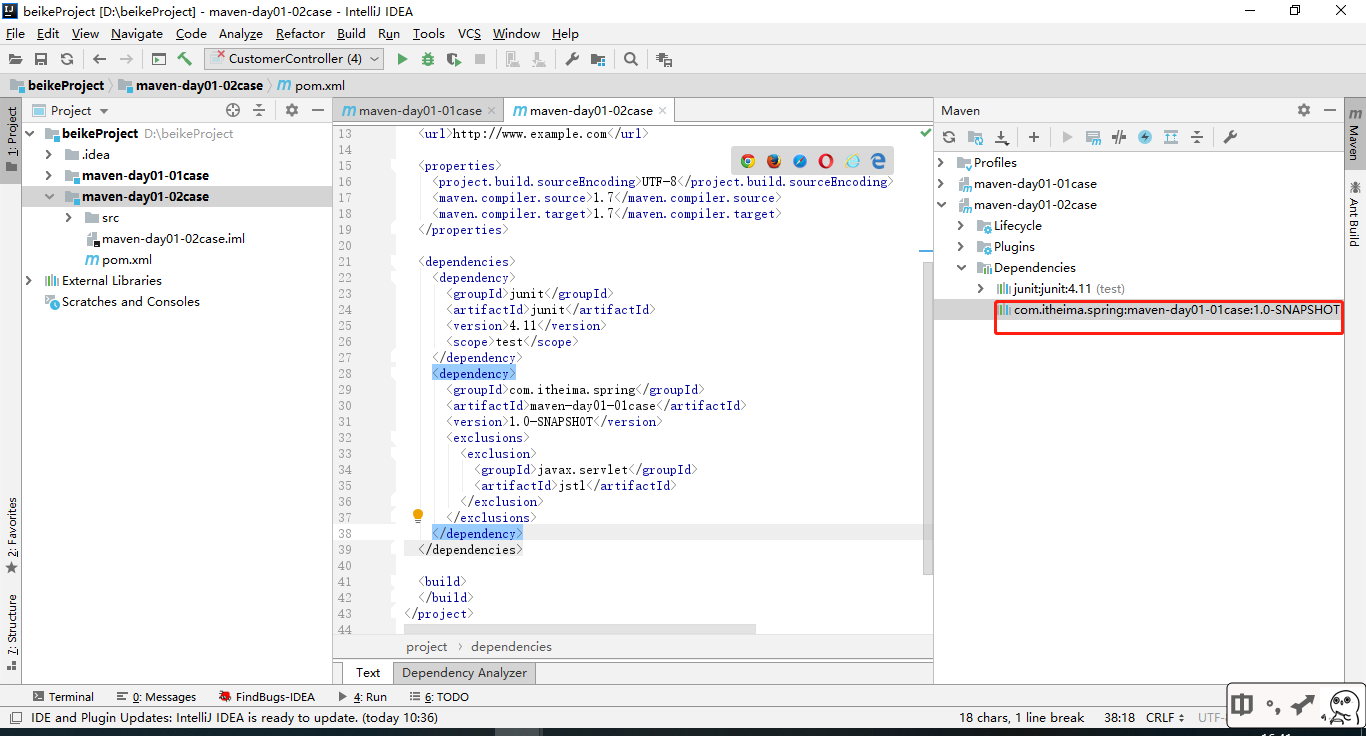 beikeProject [D:\beikeProject] - maven-day01-02case - IntelliJ IDEA
File Edit View Navigate Code Analyze Refactor Build Run Tools VCS Window Help
CustomerController (4)
beikeProject maven-day01-02case pom.xml
1: Project
Project
beikeProject D:\beikeProject
.idea
maven-day01-01case
maven-day01-02case
src
maven-day01-02case.iml
pom.xml
External Libraries
Scratches and Consoles
2: Favorites
7: Structure
maven-day01-01case maven-day01-02case
13 <url>http://www.example.com</url>
14
15 <properties>
16 <project.build.sourceEncoding>UTF-8</project.build.sourceEncoding>
17 <maven.compiler.source>1.7</maven.compiler.source>
18 <maven.compiler.target>1.7</maven.compiler.target>
19 </properties>
20
21 <dependencies>
22 <dependency>
23 <groupId>junit</groupId>
24 <artifactId>junit</artifactId>
25 <version>4.11</version>
26 <scope>test</scope>
27 </dependency>
28 <dependency>
29 <groupId>com.itheima.spring</groupId>
30 <artifactId>maven-day01-01case</artifactId>
31 <version>1.0-SNAPSHOT</version>
32 <exclusions>
33 <exclusion>
34 <groupId>javax.servlet</groupId>
35 <artifactId>jstl</artifactId>
36 </exclusion>
37 </exclusions>
38 </dependency>
39 </dependencies>
40
41 <build>
42 </build>
43 </project>
44
project › dependencies
Text Dependency Analyzer
Maven
Profiles
maven-day01-01case
maven-day01-02case
Lifecycle
Plugins
Dependencies
junit:junit:4.11 (test)
com.itheima.spring:maven-day01-01case:1.0-SNAPSHOT
Maven
Ant Build
Terminal 0: Messages FindBugs-IDEA 4: Run 6: TODO
IDE and Plugin Updates: IntelliJ IDEA is ready to update. (today 10:36) 18 chars, 1 line break 38:18 CRLF
中 °,